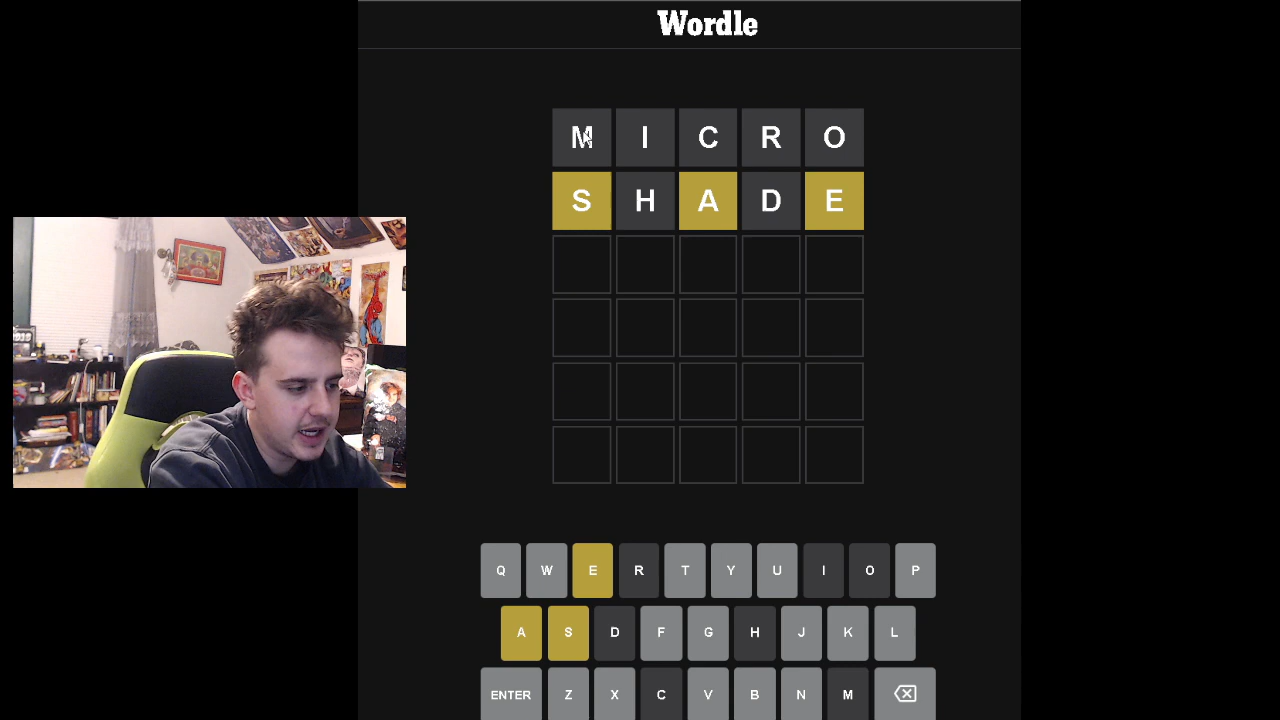 Wordle
M I C R O
S H A D E
Q W E R T Y U I O P
A S D F G H J K L
ENTER Z X C V B N M